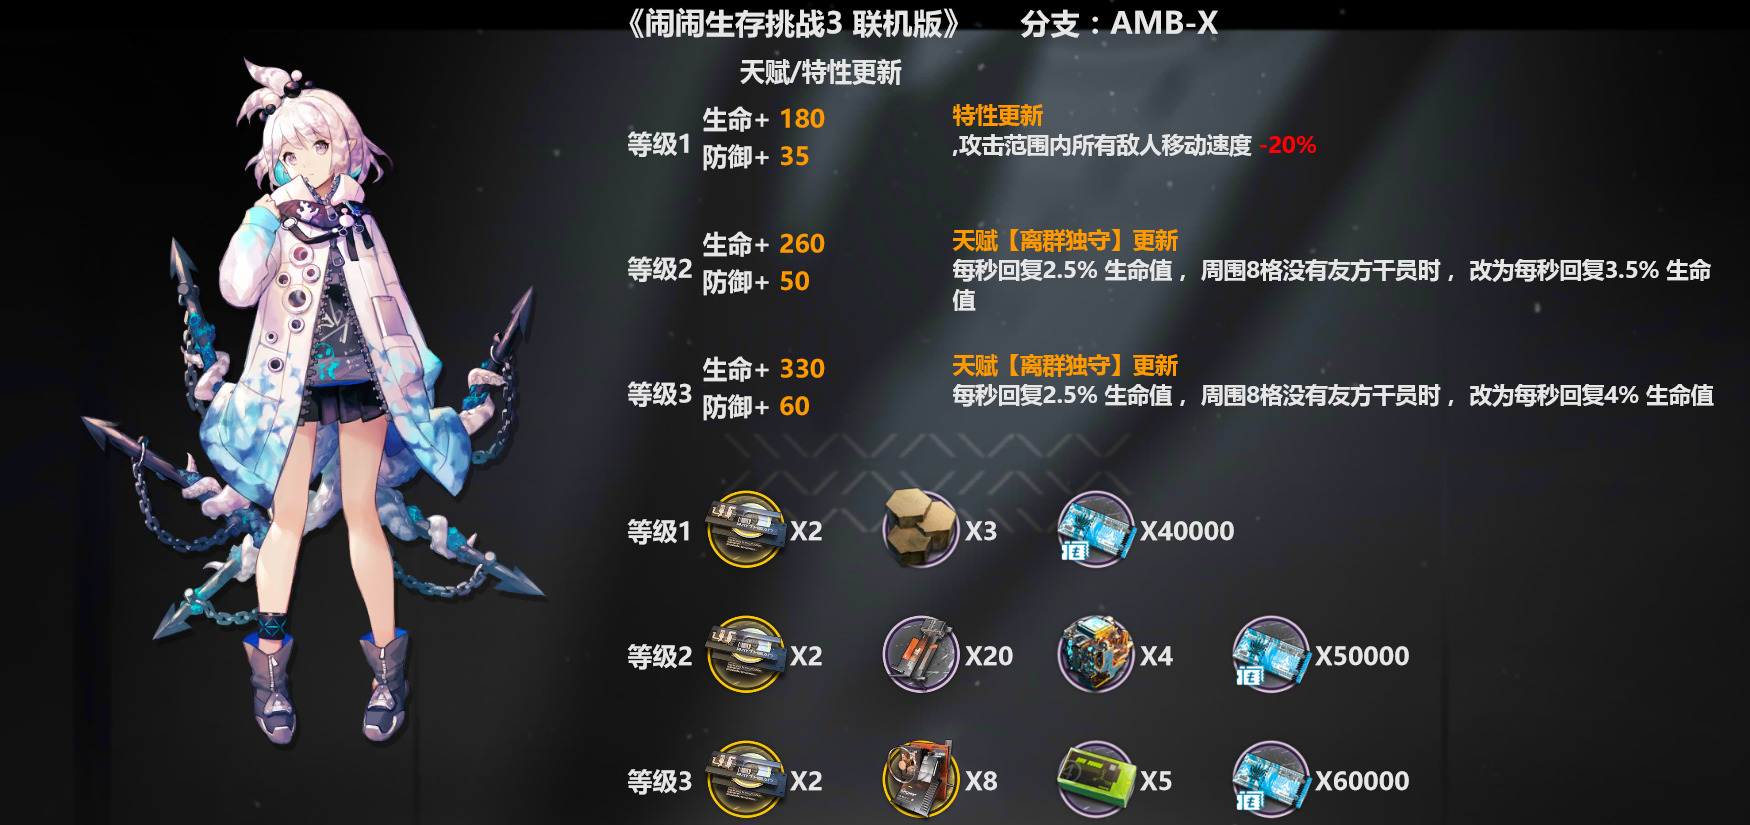 《闹闹生存挑战3 联机版》 分支：AMB-X
天赋/特性更新
等级1
生命+ 180
防御+ 35
特性更新
,攻击范围内所有敌人移动速度 -20%
等级2
生命+ 260
防御+ 50
天赋【离群独守】更新
每秒回复2.5% 生命值 ，周围8格没有友方干员时，改为每秒回复3.5% 生命
值
等级3
生命+ 330
防御+ 60
天赋【离群独守】更新
每秒回复2.5% 生命值 ，周围8格没有友方干员时，改为每秒回复4% 生命值
等级1 X2 X3 X40000
等级2 X2 X20 X4 X50000
等级3 X2 X8 X5 X60000